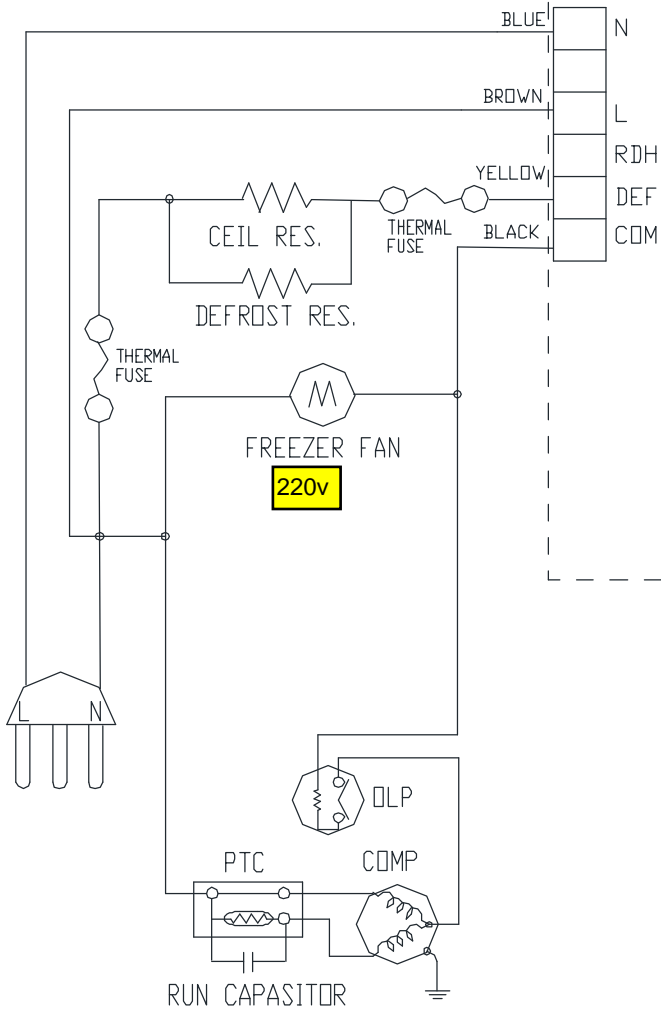 BLUE
N
BROWN
L
RDH
YELLOW
DEF
CEIL RES.
THERMAL
FUSE
BLACK
COM
DEFROST RES.
THERMAL
FUSE
M
FREEZER FAN
220v
L
N
OLP
PTC
COMP
RUN CAPASITOR